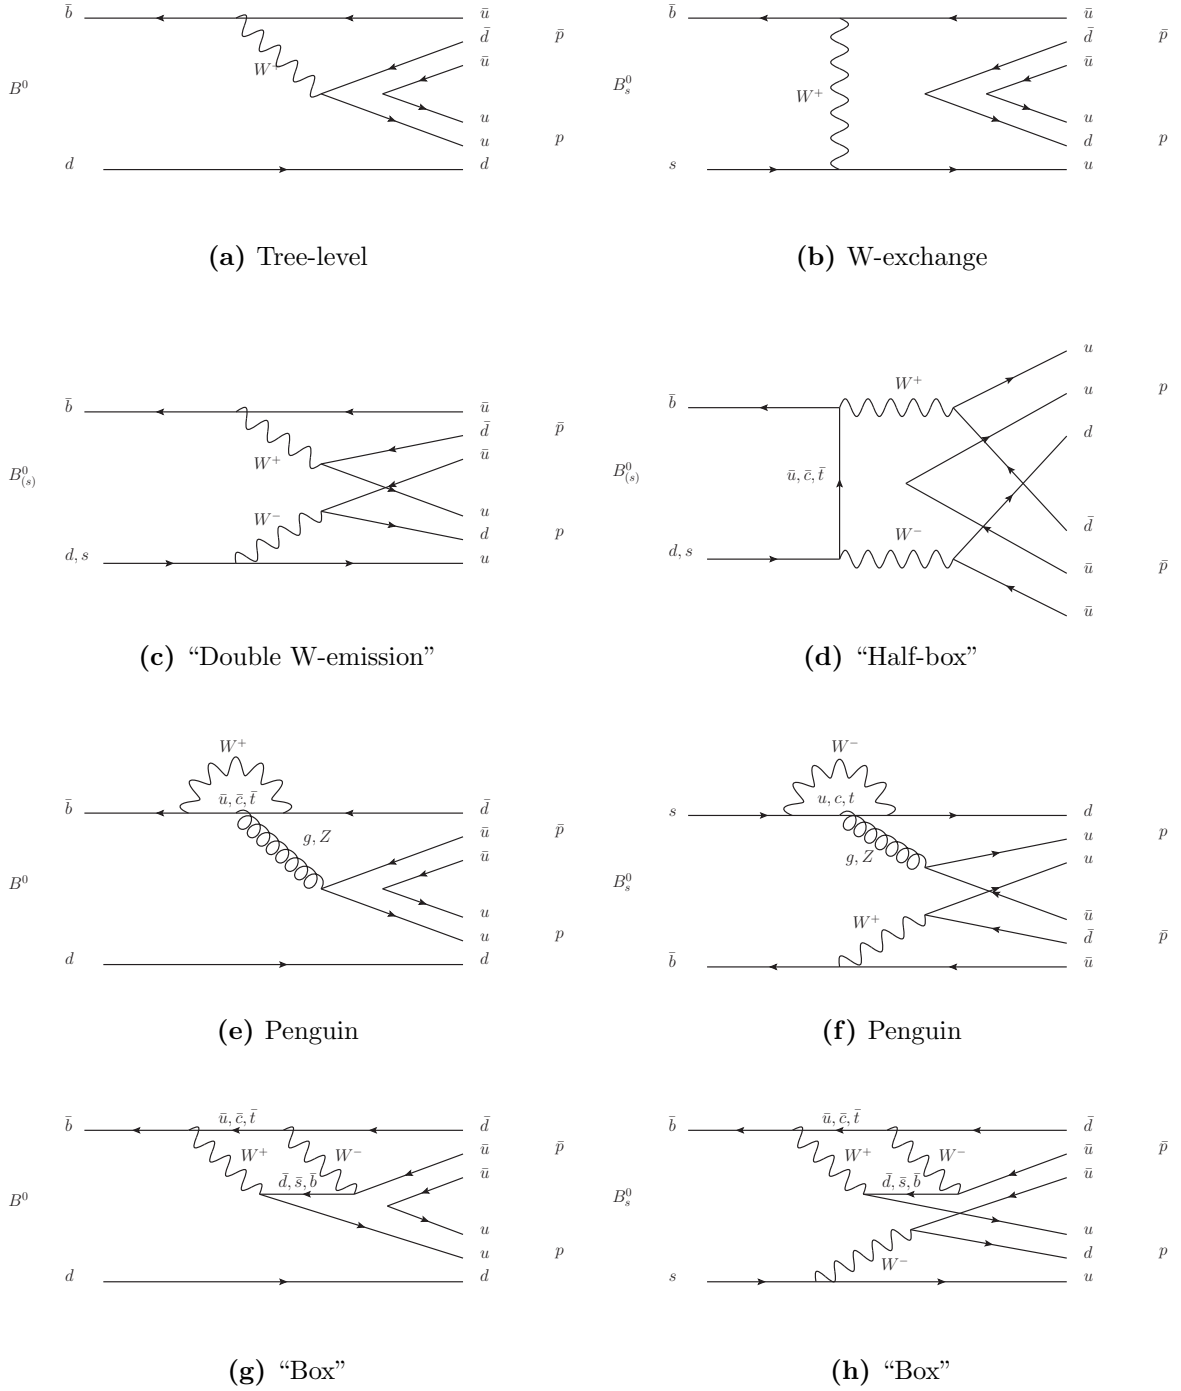 b̄ ū
d̄ p̄
W⁺ ū
B⁰
u
u p
d d
(a) Tree-level
b̄ ū
d̄ p̄
ū
W⁺
B⁰ₛ
u
d p
s u
(b) W-exchange
b̄ ū
d̄ p̄
ū
W⁺
B⁰₍ₛ₎
W⁻
u
d p
d, s u
(c) “Double W-emission”
u
W⁺
u p
b̄
d
B⁰₍ₛ₎ ū, c̄, t̄
W⁻ d̄
d, s
ū p̄
ū
(d) “Half-box”
W⁺
b̄ ū, c̄, t̄ d̄
ū p̄
g, Z
ū
B⁰
u
u p
d d
(e) Penguin
W⁻
s u, c, t d
u p
g, Z u
B⁰ₛ
W⁺ ū
d̄ p̄
b̄ ū
(f) Penguin
b̄ ū, c̄, t̄ d̄
W⁺ W⁻ ū p̄
d̄, s̄, b̄ ū
B⁰
u
u p
d d
(g) “Box”
b̄ ū, c̄, t̄ d̄
W⁺ W⁻ ū p̄
d̄, s̄, b̄ ū
B⁰ₛ
u
W⁻ d p
s u
(h) “Box”